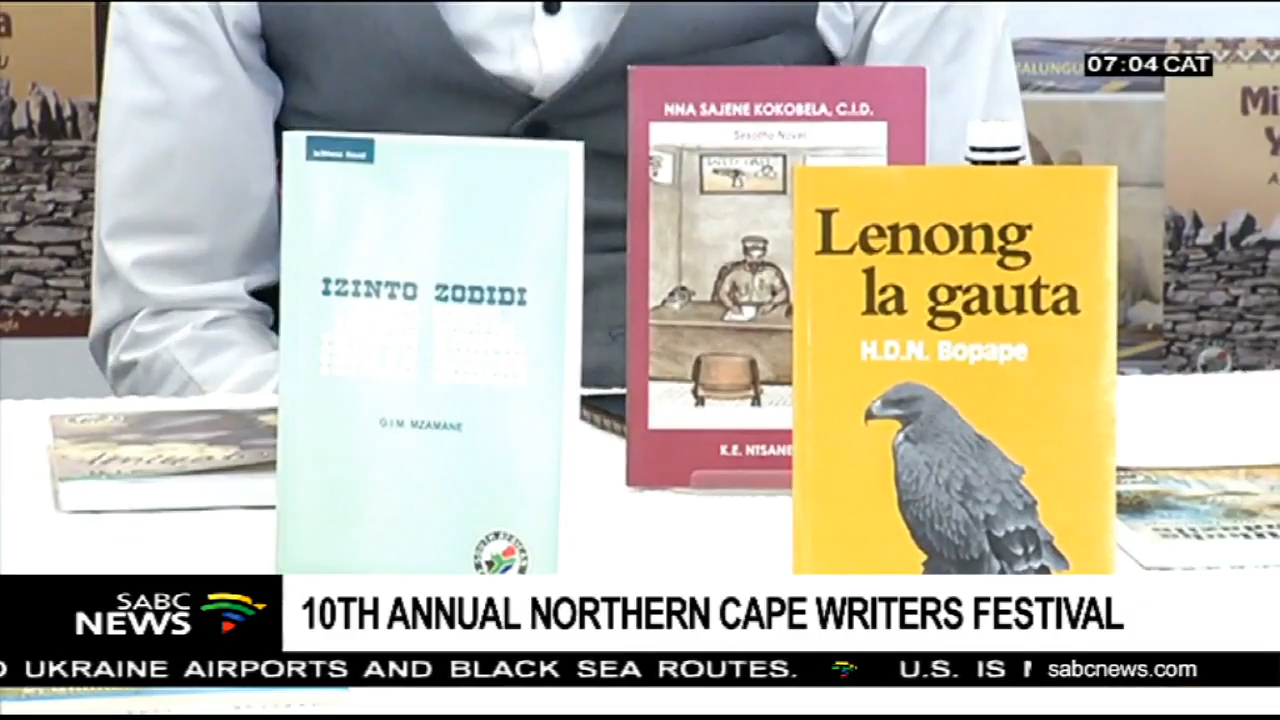 07:04 CAT
NNA SAJENE KOKOBELA, C.I.D.
Sesotho Novel
K.E. NTSANE
IZINTO ZODIDI
G.I.M. MZAMANE
Lenong
la gauta
H.D.N. Bopape
Mi
SABC
NEWS
10TH ANNUAL NORTHERN CAPE WRITERS FESTIVAL
UKRAINE AIRPORTS AND BLACK SEA ROUTES.
U.S. IS
sabcnews.com